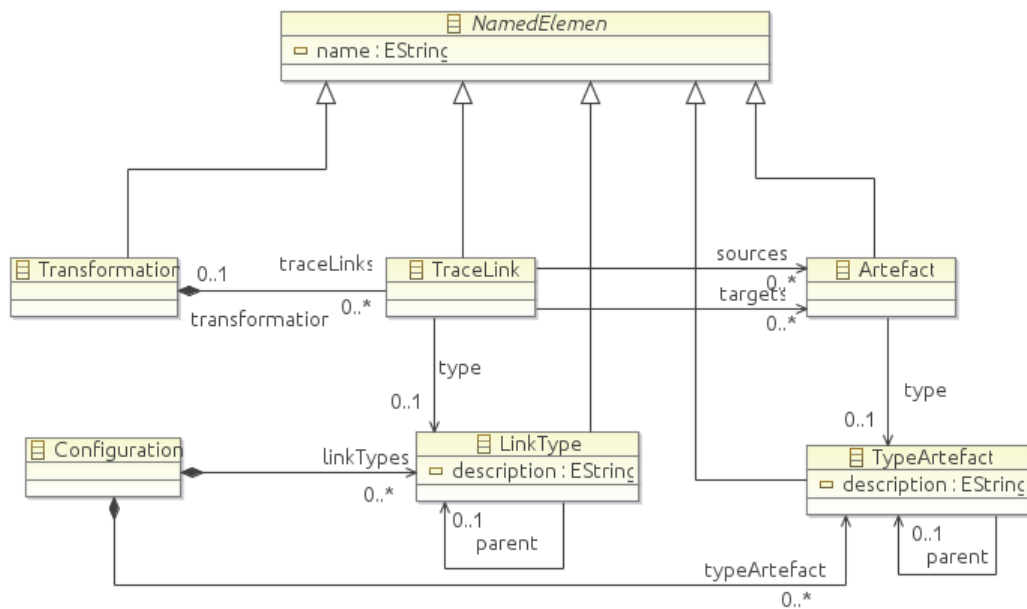 NamedElemen
name : EString
Transformation
0..1
traceLinks
0..*
transformation
TraceLink
sources
0..*
targets
0..*
Artefact
type
0..1
type
0..1
Configuration
linkTypes
0..*
LinkType
description : EString
0..1
parent
TypeArtefact
description : EString
0..1
parent
typeArtefact
0..*